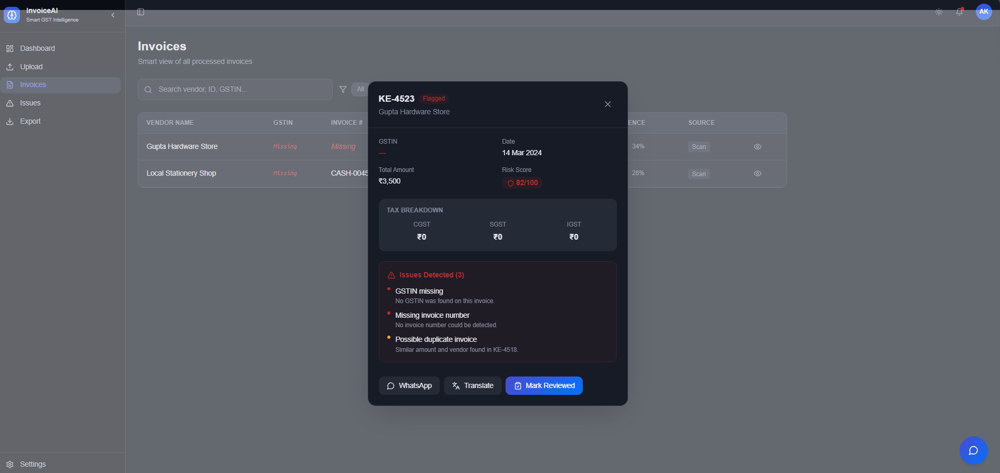 InvoiceAI
Smart GST Intelligence
AK
Dashboard
Upload
Invoices
Issues
Export
Settings
Invoices
Smart view of all processed invoices
Search vendor, ID, GSTIN...
All
VENDOR NAME GSTIN INVOICE # ENCE SOURCE
Gupta Hardware Store Missing Missing 34% Scan
Local Stationery Shop Missing CASH-0045 28% Scan
KE-4523 Flagged
Gupta Hardware Store
GSTIN Date
— 14 Mar 2024
Total Amount Risk Score
₹3,500 82/100
TAX BREAKDOWN
CGST SGST IGST
₹0 ₹0 ₹0
Issues Detected (3)
GSTIN missing
No GSTIN was found on this invoice.
Missing invoice number
No invoice number could be detected.
Possible duplicate invoice
Similar amount and vendor found in KE-4518.
WhatsApp Translate Mark Reviewed